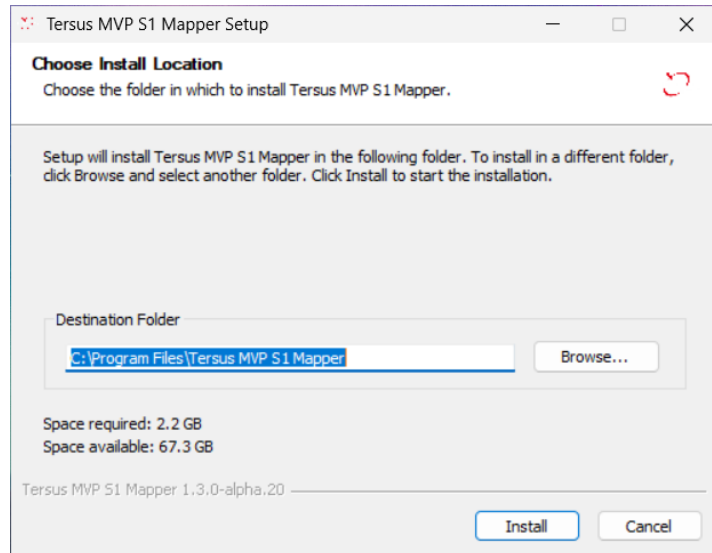 Tersus MVP S1 Mapper Setup
Choose Install Location
Choose the folder in which to install Tersus MVP S1 Mapper.
Setup will install Tersus MVP S1 Mapper in the following folder. To install in a different folder,
click Browse and select another folder. Click Install to start the installation.
Destination Folder
C:\Program Files\Tersus MVP S1 Mapper
Browse...
Space required: 2.2 GB
Space available: 67.3 GB
Tersus MVP S1 Mapper 1.3.0-alpha.20
Install
Cancel